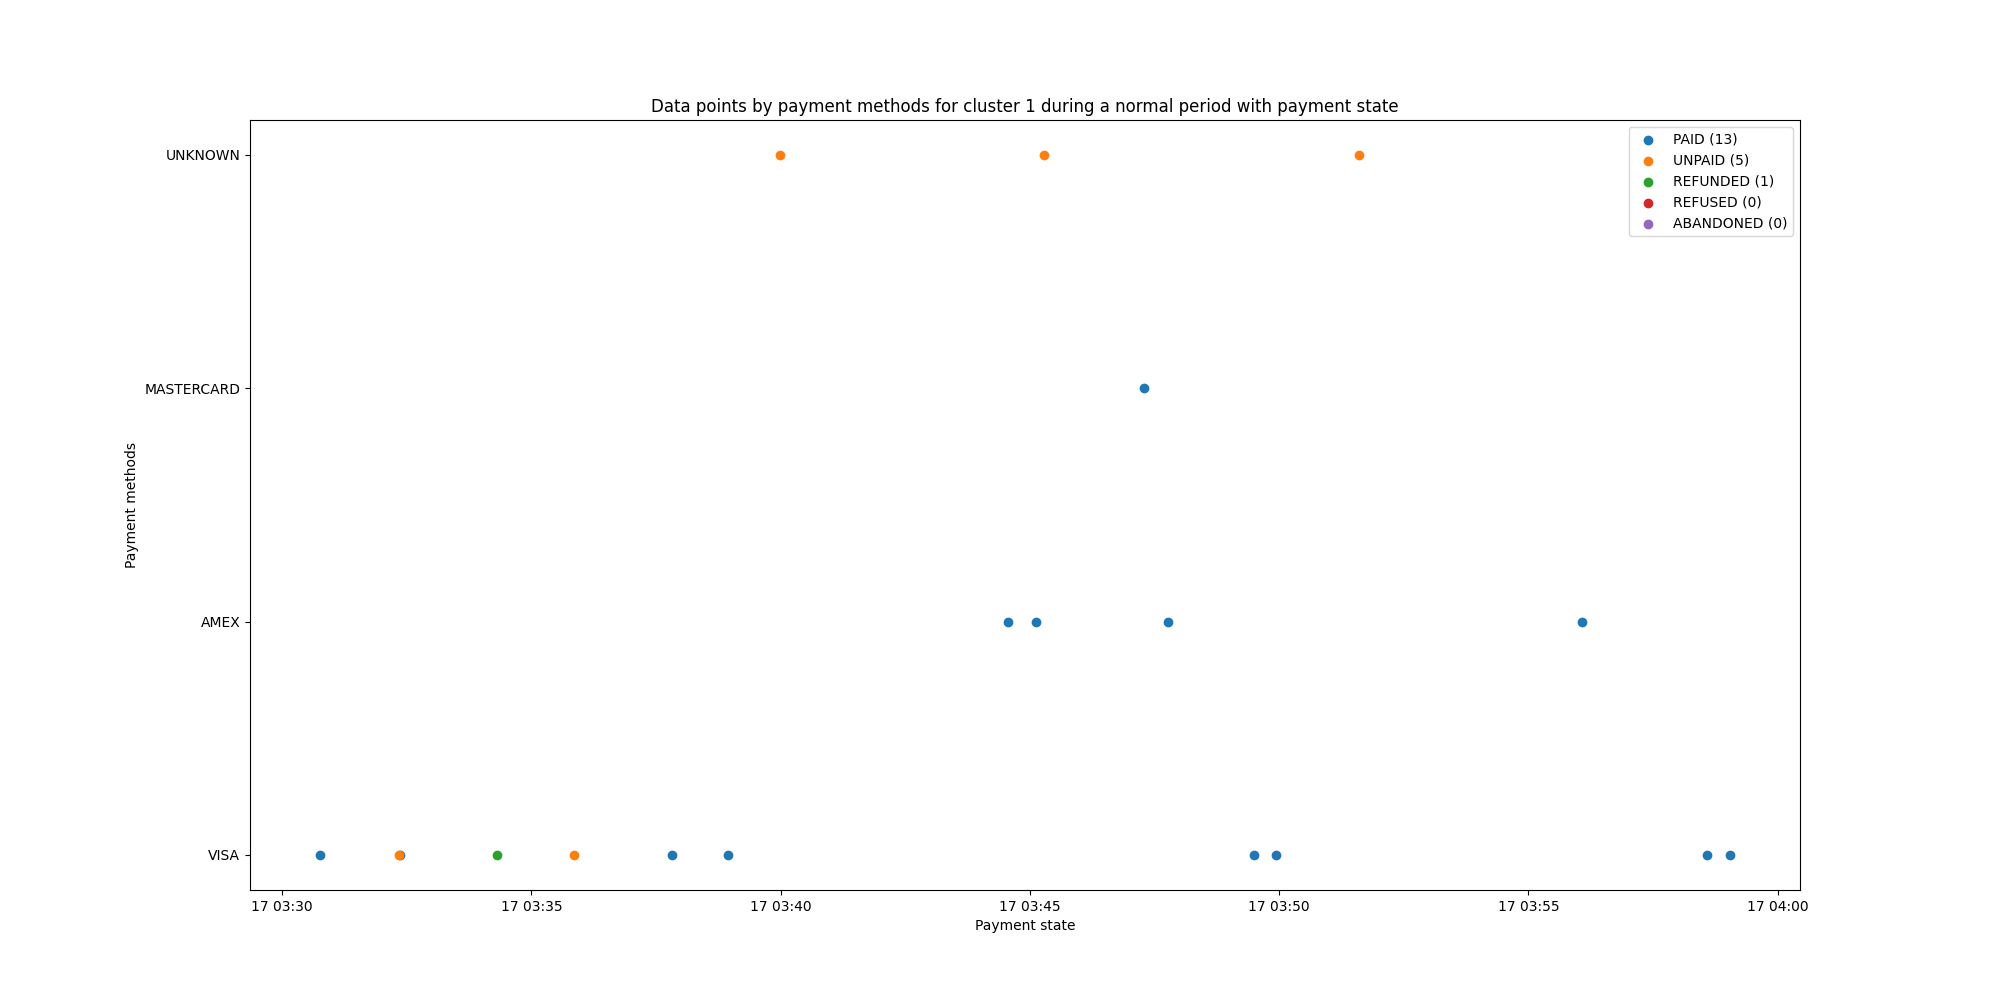 Data points by payment methods for cluster 1 during a normal period with payment state
PAID (13)
UNPAID (5)
REFUNDED (1)
REFUSED (0)
ABANDONED (0)
Payment methods
UNKNOWN
MASTERCARD
AMEX
VISA
17 03:30 17 03:35 17 03:40 17 03:45 17 03:50 17 03:55 17 04:00
Payment state